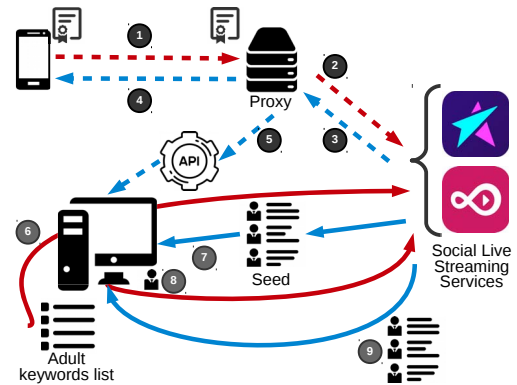 1
2
Proxy
4
3
5
API
6
7
Social Live
Streaming
Services
8
Seed
9
Adult
keywords list